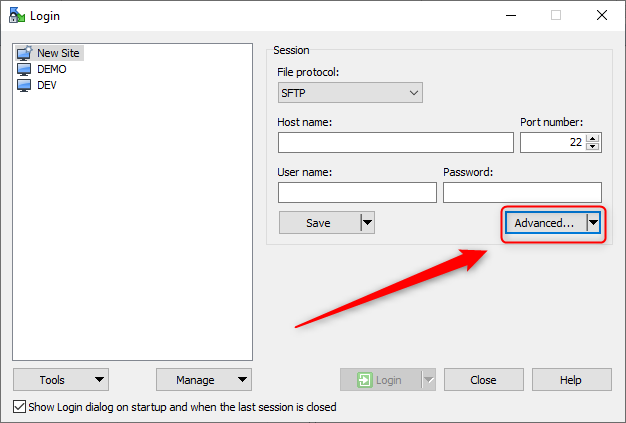 Login
New Site
DEMO
DEV
Session
File protocol:
SFTP
Host name:
Port number:
22
User name:
Password:
Save
Advanced...
Tools
Manage
Login
Close
Help
Show Login dialog on startup and when the last session is closed